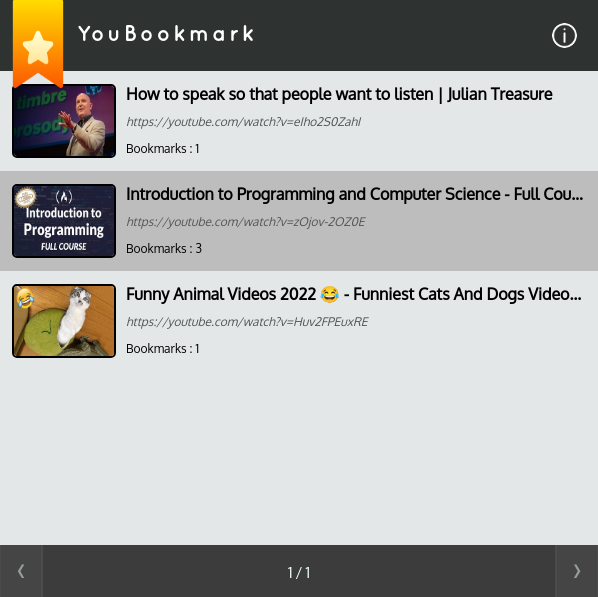 YouBookmark
timbre
prosody
How to speak so that people want to listen | Julian Treasure
https://youtube.com/watch?v=eIho2S0ZahI
Bookmarks : 1
Introduction to
Programming
FULL COURSE
Introduction to Programming and Computer Science - Full Cou...
https://youtube.com/watch?v=zOjov-2OZ0E
Bookmarks : 3
Funny Animal Videos 2022 😂 - Funniest Cats And Dogs Video...
https://youtube.com/watch?v=Huv2FPEuxRE
Bookmarks : 1
1 / 1